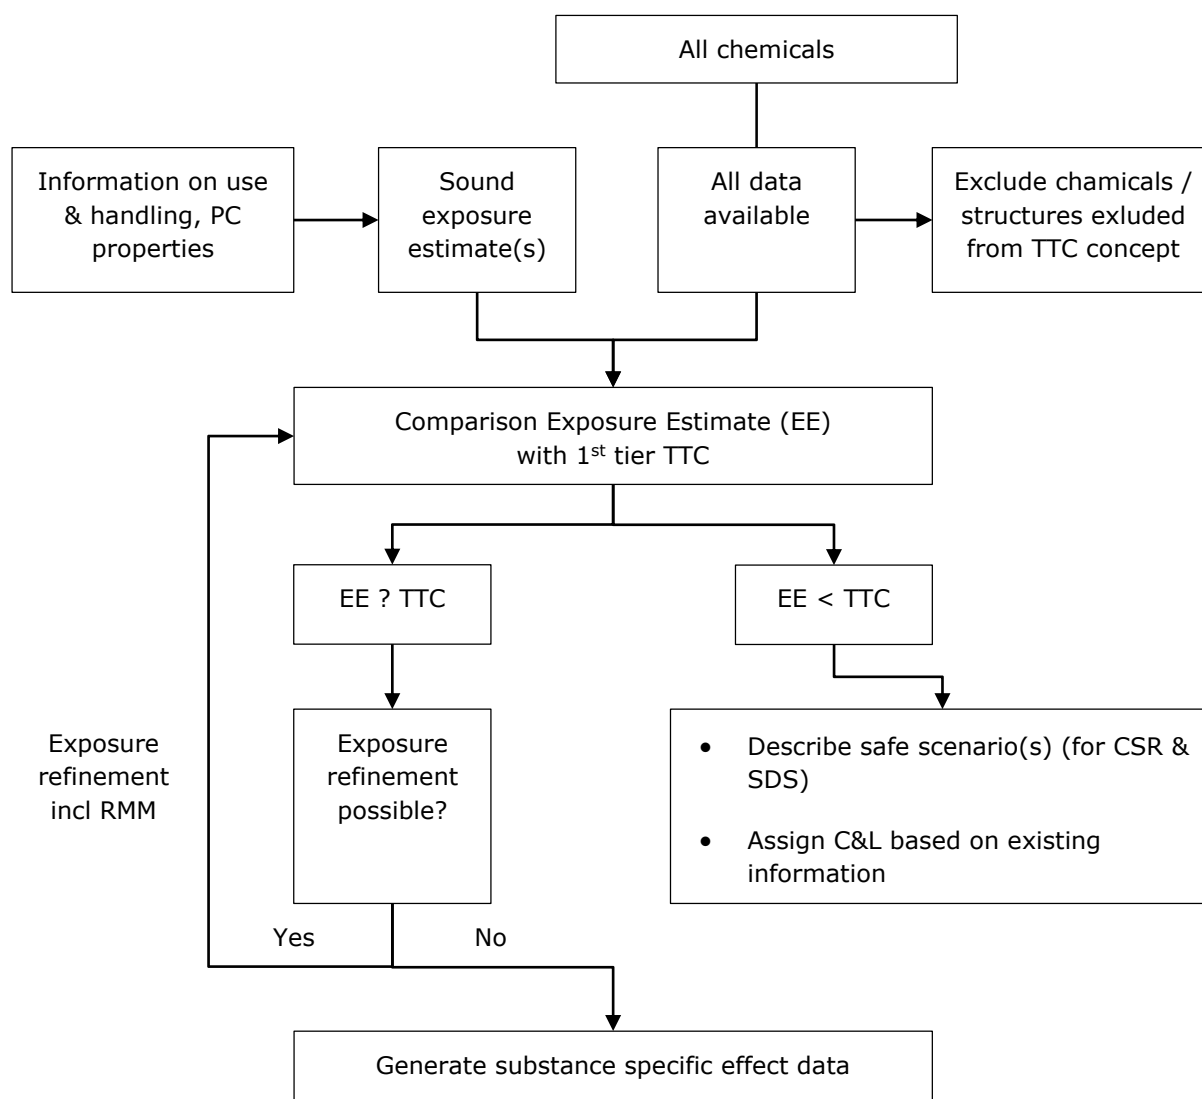 All chemicals
Information on use
& handling, PC
properties
Sound
exposure
estimate(s)
All data
available
Exclude chamicals /
structures exluded
from TTC concept
Comparison Exposure Estimate (EE)
with 1st tier TTC
EE ? TTC
EE < TTC
Exposure
refinement
incl RMM
Exposure
refinement
possible?
• Describe safe scenario(s) (for CSR &
SDS)
• Assign C&L based on existing
information
Yes
No
Generate substance specific effect data